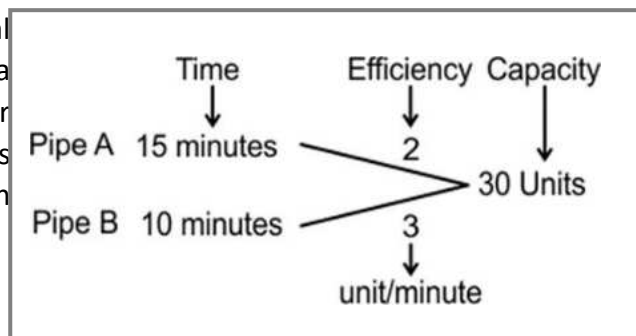 Time Efficiency Capacity
Pipe A 15 minutes 2
30 Units
Pipe B 10 minutes 3
unit/minute